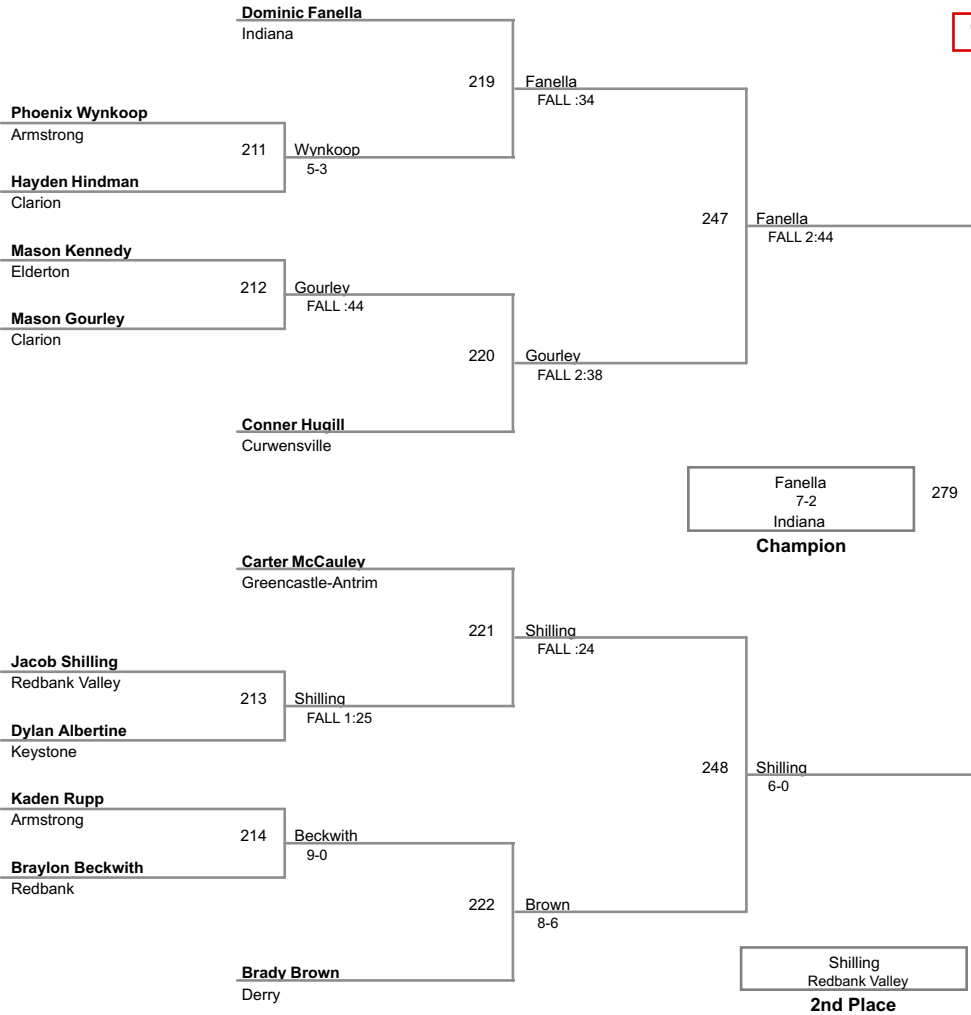 Dominic Fanella
Indiana
219
Fanella
FALL :34
Phoenix Wynkoop
Armstrong
211
Wynkoop
5-3
Hayden Hindman
Clarion
247
Fanella
FALL 2:44
Mason Kennedy
Elderton
212
Gourley
FALL :44
Mason Gourley
Clarion
220
Gourley
FALL 2:38
Conner Hugill
Curwensville
Fanella
7-2
Indiana
279
Champion
Carter McCauley
Greencastle-Antrim
221
Shilling
FALL :24
Jacob Shilling
Redbank Valley
213
Shilling
FALL 1:25
Dylan Albertine
Keystone
248
Shilling
6-0
Kaden Rupp
Armstrong
214
Beckwith
9-0
Braylon Beckwith
Redbank
222
Brown
8-6
Brady Brown
Derry
Shilling
Redbank Valley
2nd Place